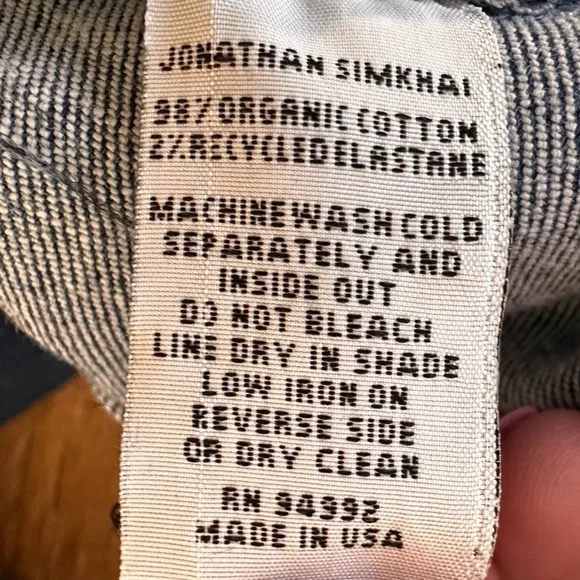 JONATHAN SIMKHAI
98% ORGANIC COTTON
2% RECYCLED ELASTANE
MACHINE WASH COLD
SEPARATELY AND
INSIDE OUT
DO NOT BLEACH
LINE DRY IN SHADE
LOW IRON ON
REVERSE SIDE
OR DRY CLEAN
RN 94992
MADE IN USA